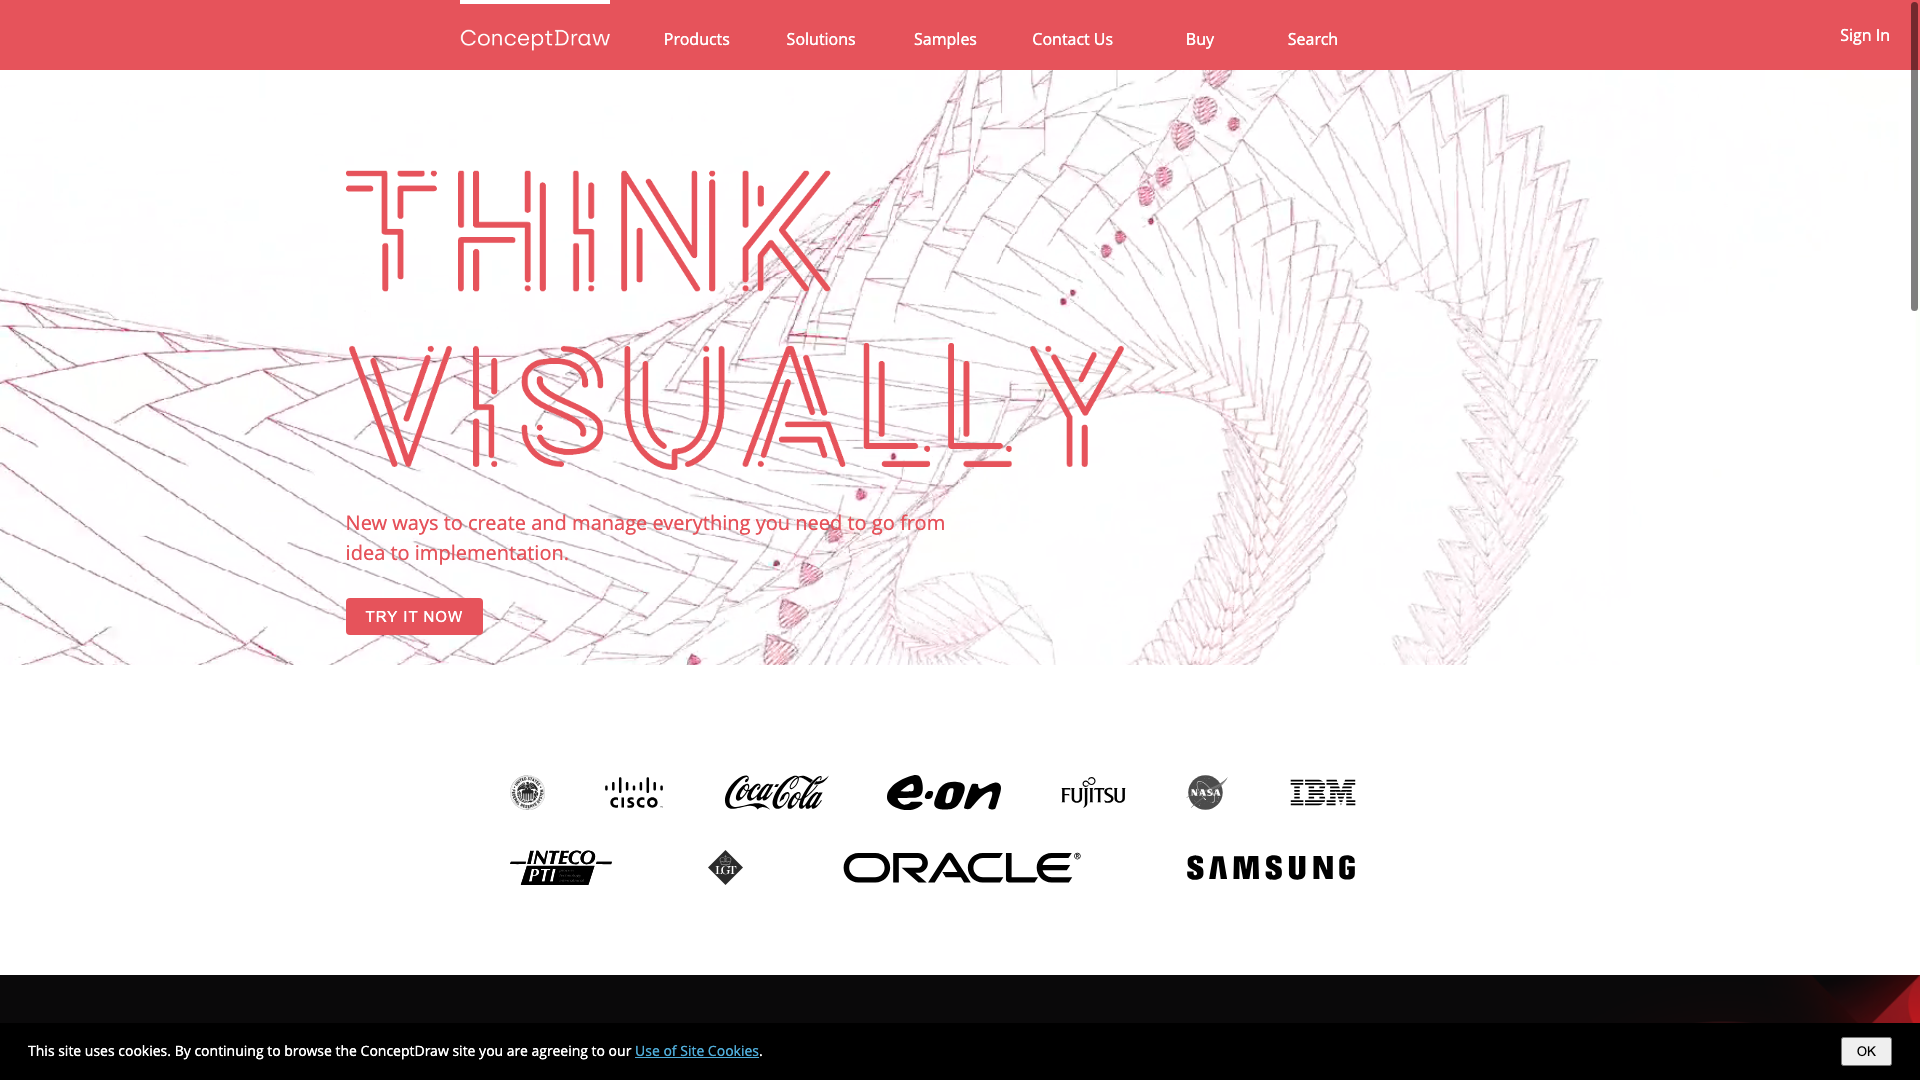 ConceptDraw
Products
Solutions
Samples
Contact Us
Buy
Search
Sign In
THINK
VISUALLY
New ways to create and manage everything you need to go from
idea to implementation.
TRY IT NOW
CISCO
Coca-Cola
e·on
FUJITSU
NASA
IBM
INTECO
PTI
LGT
ORACLE®
SAMSUNG
This site uses cookies. By continuing to browse the ConceptDraw site you are agreeing to our Use of Site Cookies.
OK